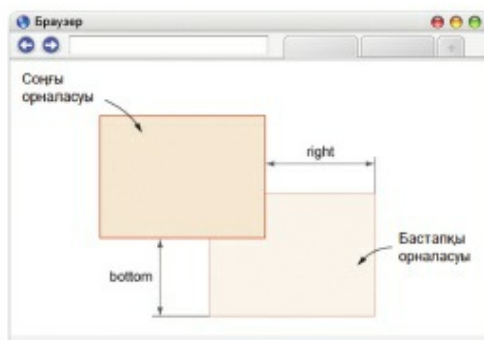 Браузер
Соңғы
орналасуы
right
Бастапқы
орналасуы
bottom